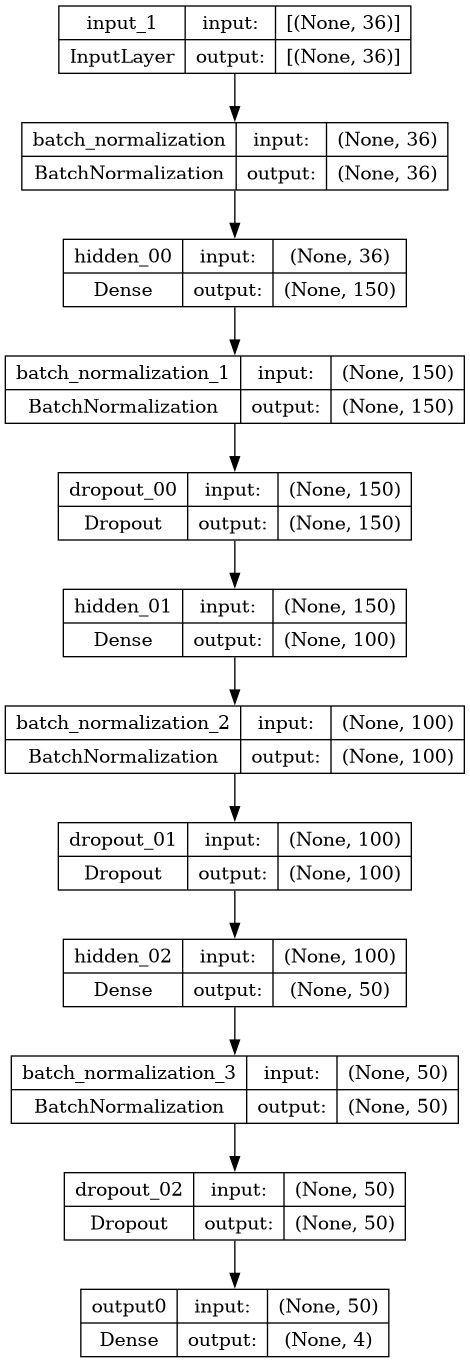 input_1 input: [(None, 36)]
InputLayer output: [(None, 36)]
batch_normalization input: (None, 36)
BatchNormalization output: (None, 36)
hidden_00 input: (None, 36)
Dense output: (None, 150)
batch_normalization_1 input: (None, 150)
BatchNormalization output: (None, 150)
dropout_00 input: (None, 150)
Dropout output: (None, 150)
hidden_01 input: (None, 150)
Dense output: (None, 100)
batch_normalization_2 input: (None, 100)
BatchNormalization output: (None, 100)
dropout_01 input: (None, 100)
Dropout output: (None, 100)
hidden_02 input: (None, 100)
Dense output: (None, 50)
batch_normalization_3 input: (None, 50)
BatchNormalization output: (None, 50)
dropout_02 input: (None, 50)
Dropout output: (None, 50)
output0 input: (None, 50)
Dense output: (None, 4)